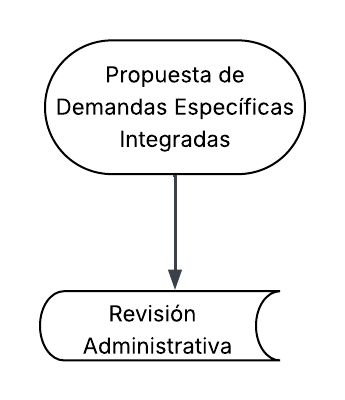 Propuesta de
Demandas Específicas
Integradas
Revisión
Administrativa